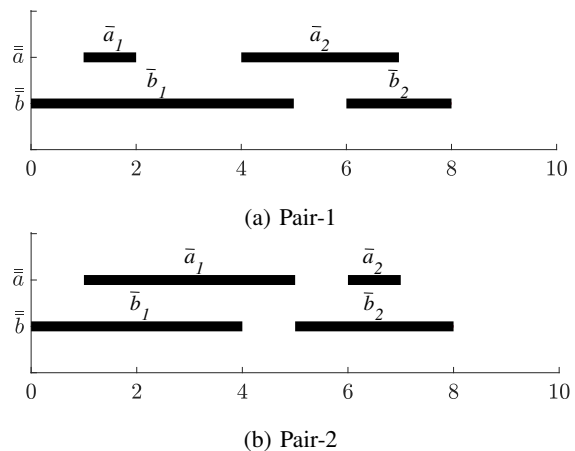 ā₁ ā₂
a̿
b̄₁ b̄₂
b̿
0 2 4 6 8 10
(a) Pair-1
ā₁ ā₂
a̿
b̄₁ b̄₂
b̿
0 2 4 6 8 10
(b) Pair-2